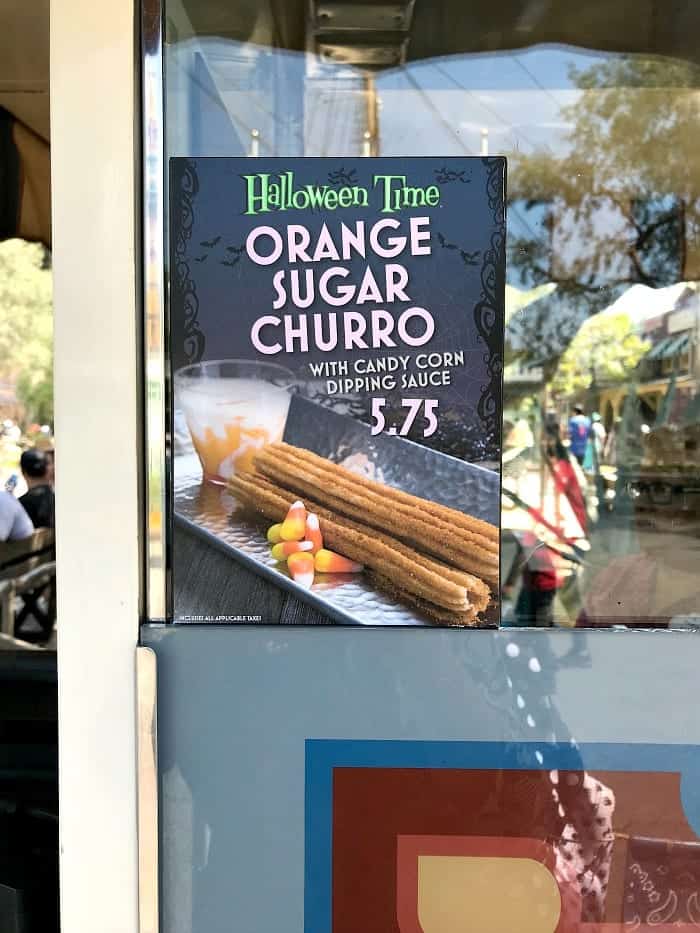 Halloween Time
ORANGE
SUGAR
CHURRO
WITH CANDY CORN
DIPPING SAUCE
5.75
INCLUDES ALL APPLICABLE TAXES